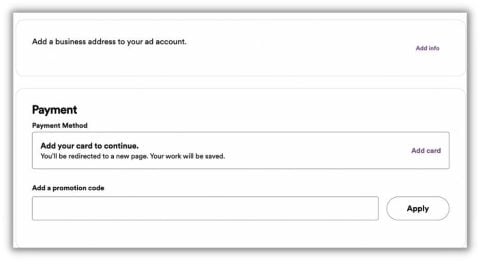 Add a business address to your ad account.
Add info
Payment
Payment Method
Add your card to continue.
You'll be redirected to a new page. Your work will be saved.
Add card
Add a promotion code
Apply